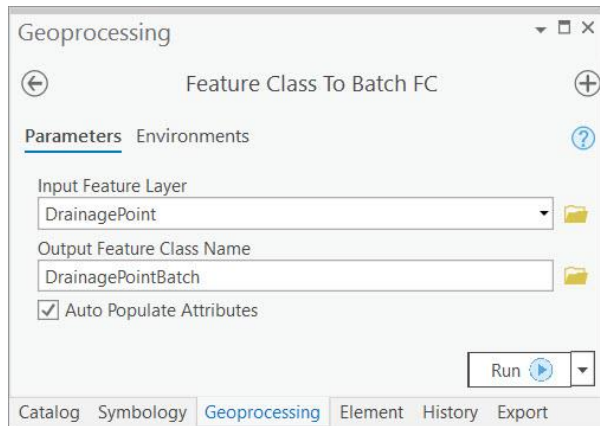 Geoprocessing
Feature Class To Batch FC
Parameters Environments
Input Feature Layer
DrainagePoint
Output Feature Class Name
DrainagePointBatch
Auto Populate Attributes
Run
Catalog Symbology Geoprocessing Element History Export